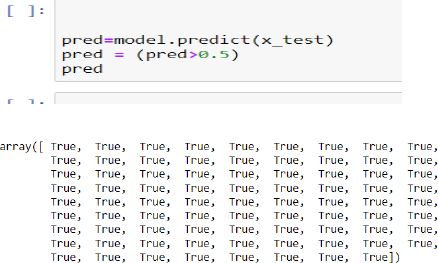 [ ]:
pred=model.predict(x_test)
pred = (pred>0.5)
pred
[ ]:
array([ True, True, True, True, True, True, True, True, True,
True, True, True, True, True, True, True, True, True,
True, True, True, True, True, True, True, True, True,
True, True, True, True, True, True, True, True, True,
True, True, True, True, True, True, True, True, True,
True, True, True, True, True, True, True, True, True,
True, True, True, True, True, True, True, True, True,
True, True, True, True, True, True, True, True, True,
True, True, True, True, True, True, True, True])